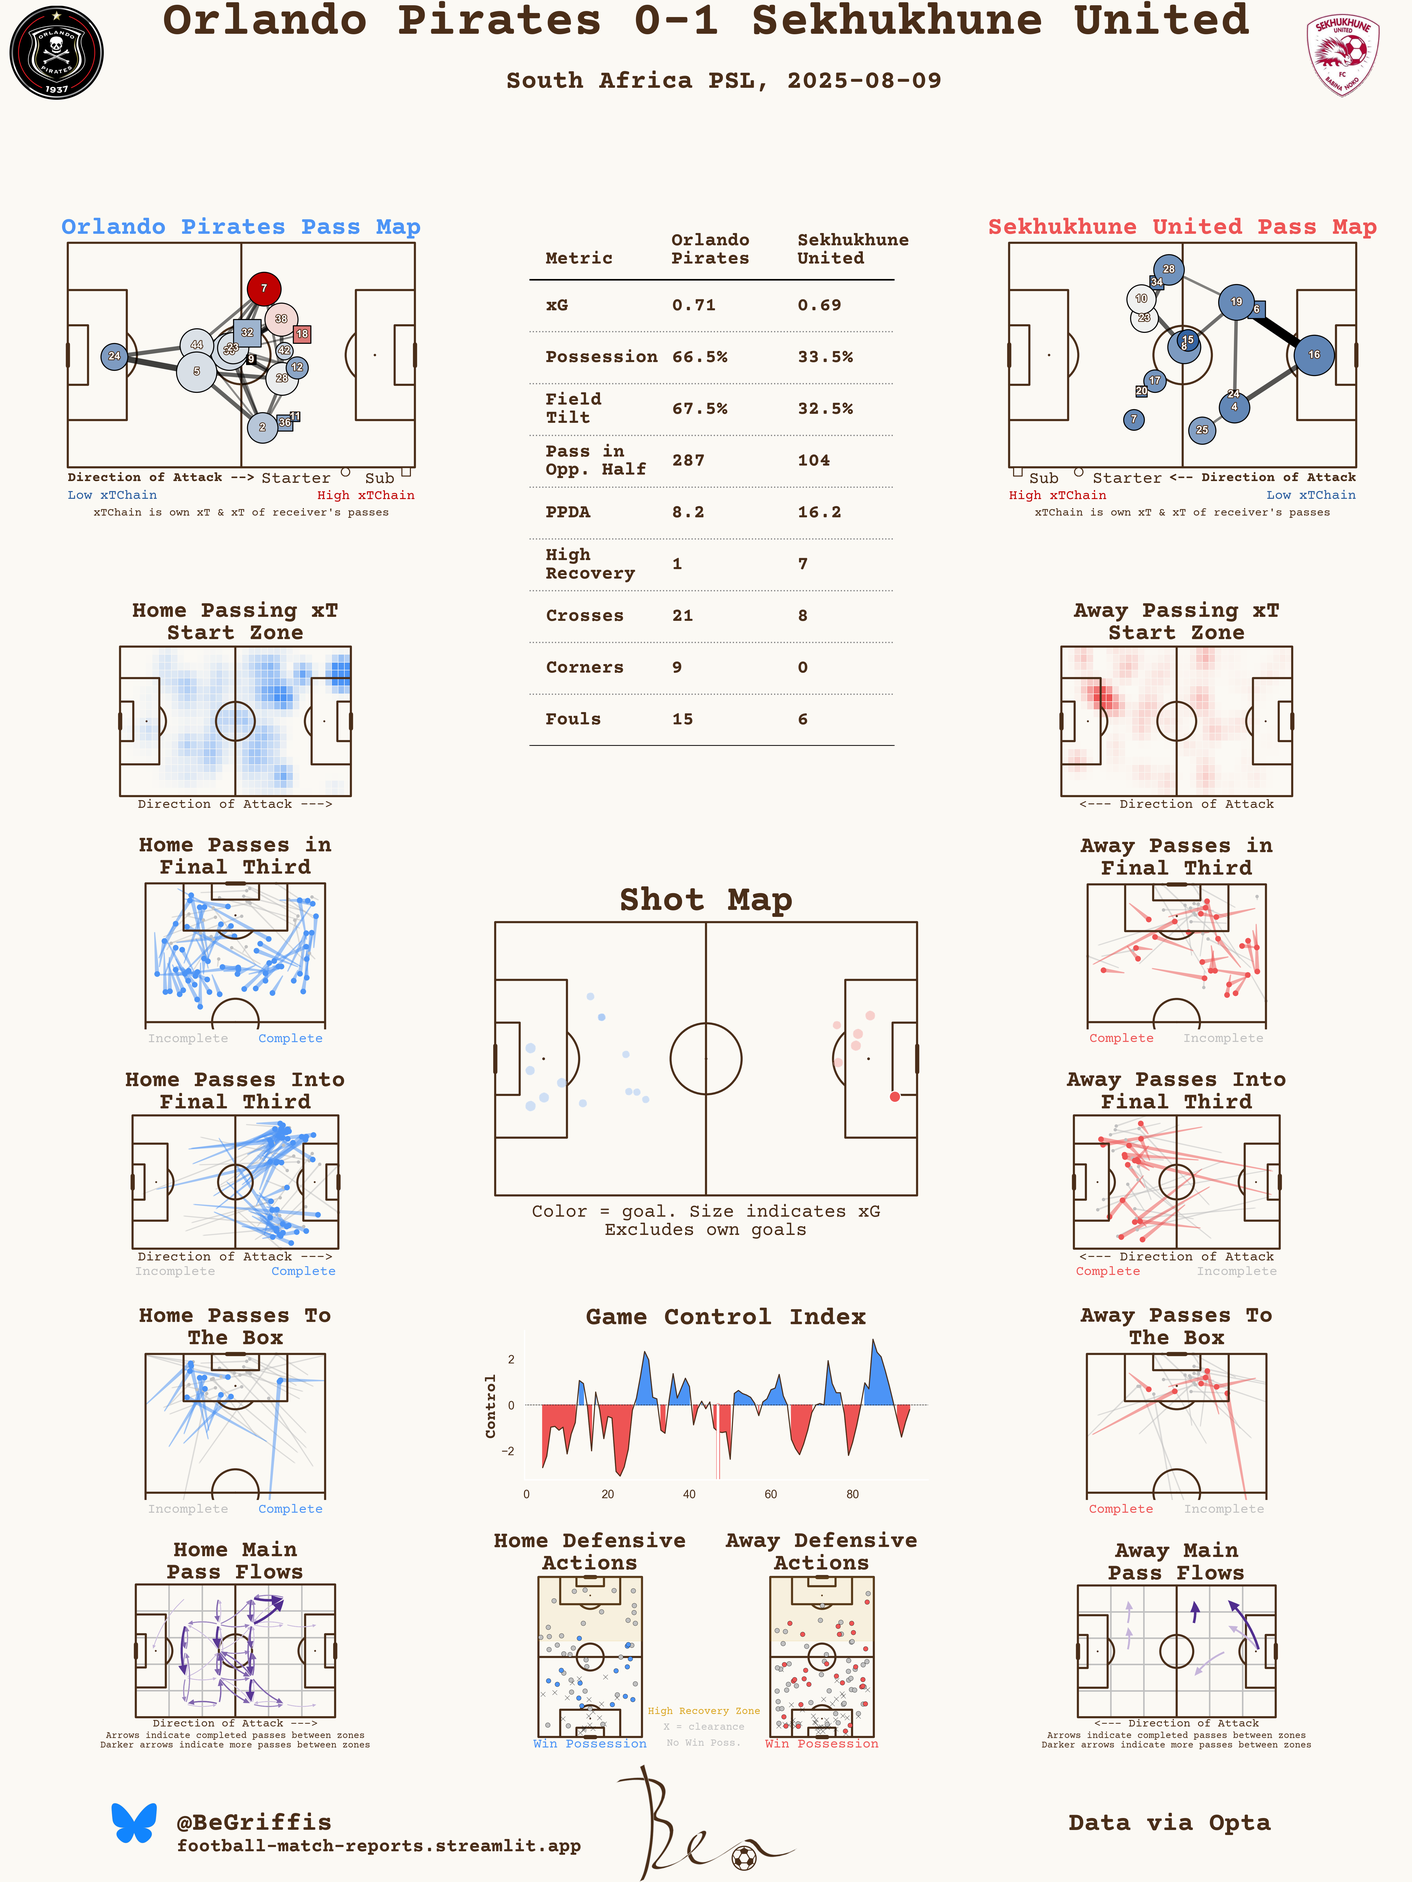 Orlando Pirates 0-1 Sekhukhune United
South Africa PSL, 2025-08-09
ORLANDO
PIRATES
1937
SEKHUKHUNE
UNITED
FC
BABINA NOKO
Orlando Pirates Pass Map
7
38
18
32
44
33
42
9
24
5
12
28
2
36
11
Direction of Attack --> Starter Sub
Low xTChain High xTChain
xTChain is own xT & xT of receiver's passes
Metric Orlando Pirates Sekhukhune United
xG 0.71 0.69
Possession 66.5% 33.5%
Field Tilt 67.5% 32.5%
Pass in Opp. Half 287 104
PPDA 8.2 16.2
High Recovery 1 7
Crosses 21 8
Corners 9 0
Fouls 15 6
Sekhukhune United Pass Map
28
34
10
23
19
6
15
8
16
17
20
24
4
7
25
Sub Starter <-- Direction of Attack
High xTChain Low xTChain
xTChain is own xT & xT of receiver's passes
Home Passing xT
Start Zone
Direction of Attack --->
Away Passing xT
Start Zone
<--- Direction of Attack
Home Passes in
Final Third
Incomplete Complete
Away Passes in
Final Third
Complete Incomplete
Shot Map
Color = goal. Size indicates xG
Excludes own goals
Home Passes Into
Final Third
Direction of Attack --->
Incomplete Complete
Away Passes Into
Final Third
<--- Direction of Attack
Complete Incomplete
Home Passes To
The Box
Incomplete Complete
Game Control Index
Control
2
0
−2
0 20 40 60 80
Away Passes To
The Box
Complete Incomplete
Home Main
Pass Flows
Direction of Attack --->
Arrows indicate completed passes between zones
Darker arrows indicate more passes between zones
Home Defensive
Actions
Win Possession
High Recovery Zone
X = clearance
No Win Poss.
Away Defensive
Actions
Win Possession
Away Main
Pass Flows
<--- Direction of Attack
Arrows indicate completed passes between zones
Darker arrows indicate more passes between zones
@BeGriffis
football-match-reports.streamlit.app
Ben
Data via Opta